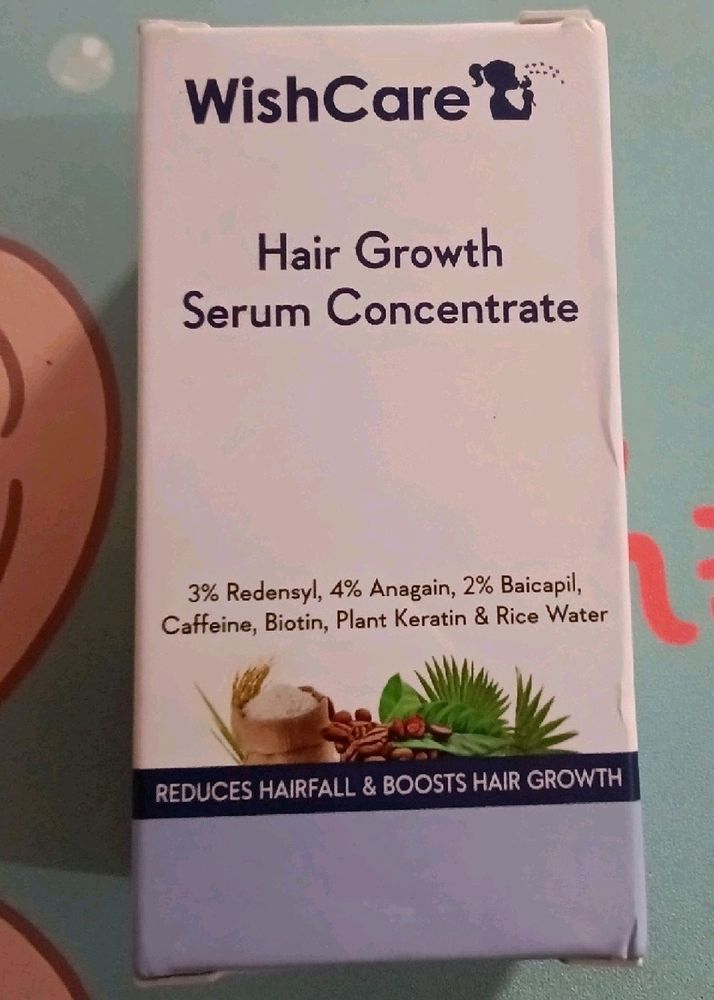 WishCare
Hair Growth
Serum Concentrate
3% Redensyl, 4% Anagain, 2% Baicapil,
Caffeine, Biotin, Plant Keratin & Rice Water
REDUCES HAIRFALL & BOOSTS HAIR GROWTH